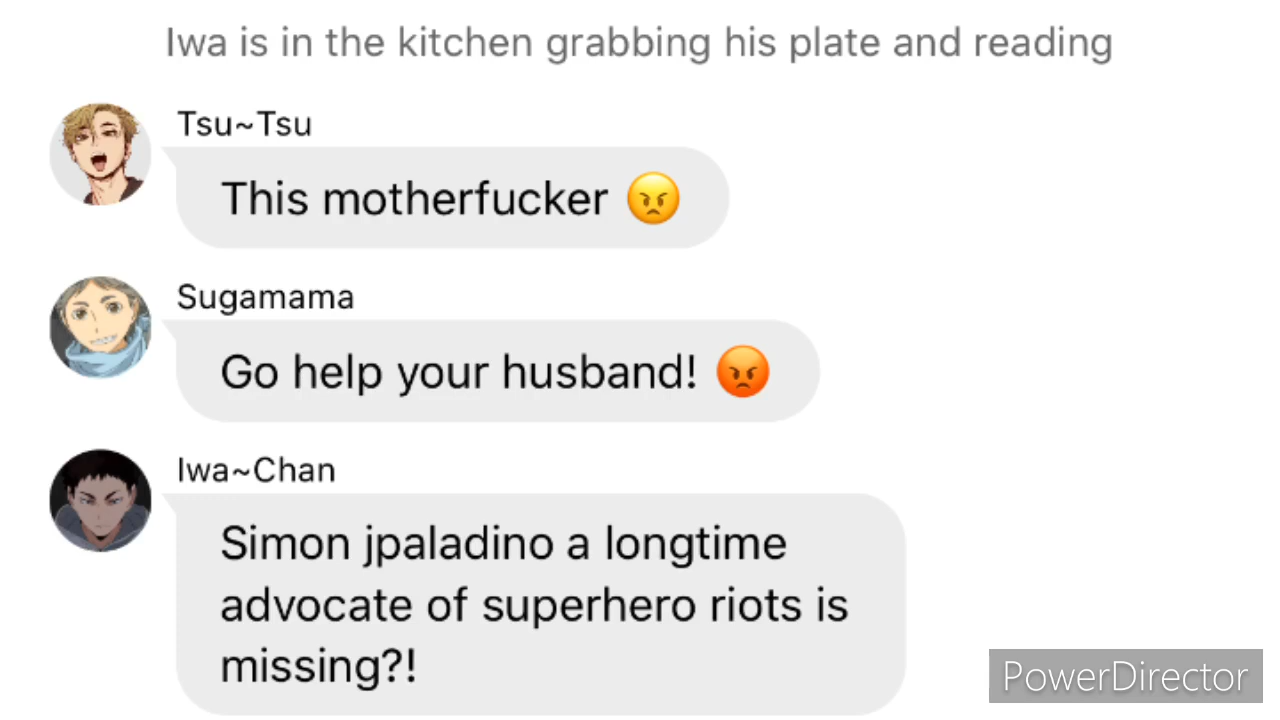 Iwa is in the kitchen grabbing his plate and reading
Tsu~Tsu
This motherfucker 😠
Sugamama
Go help your husband! 😡
Iwa~Chan
Simon jpaladino a longtime
advocate of superhero riots is
missing?!
PowerDirector